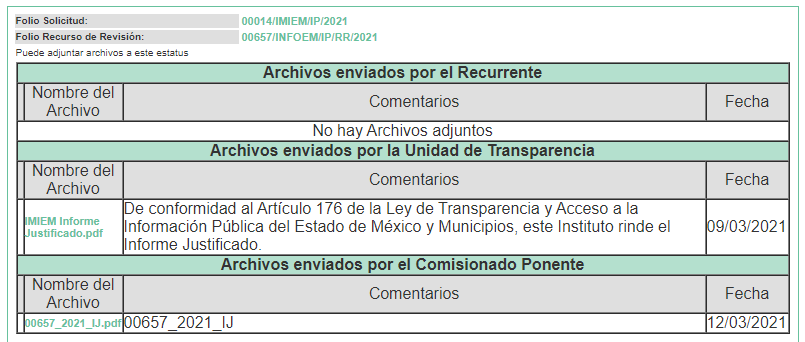 Folio Solicitud: 00014/IMIEM/IP/2021
Folio Recurso de Revisión: 00657/INFOEM/IP/RR/2021
Puede adjuntar archivos a este estatus
Archivos enviados por el Recurrente
Nombre del Archivo Comentarios Fecha
No hay Archivos adjuntos
Archivos enviados por la Unidad de Transparencia
Nombre del Archivo Comentarios Fecha
IMIEM Informe Justificado.pdf
De conformidad al Artículo 176 de la Ley de Transparencia y Acceso a la
Información Pública del Estado de México y Municipios, este Instituto rinde el
Informe Justificado.
09/03/2021
Archivos enviados por el Comisionado Ponente
Nombre del Archivo Comentarios Fecha
00657_2021_IJ.pdf 00657_2021_IJ 12/03/2021